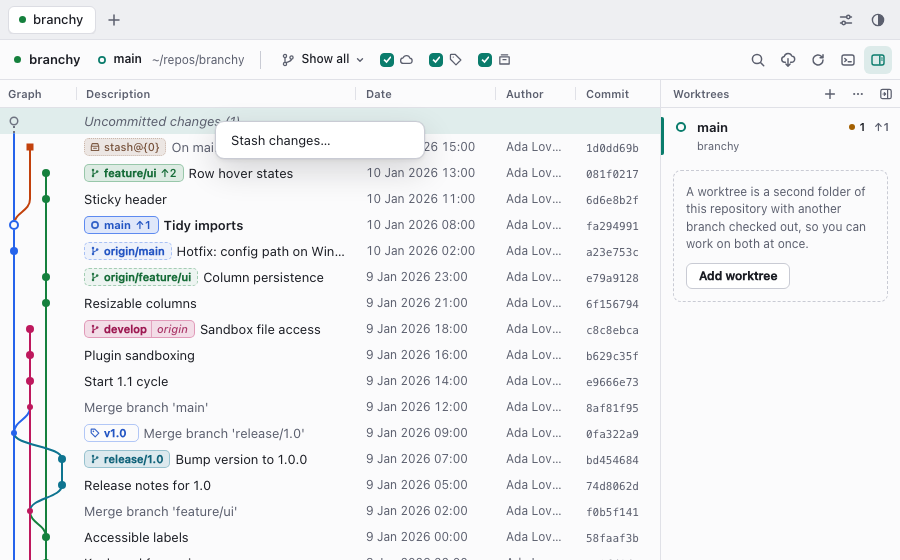 branchy
branchy main ~/repos/branchy Show all
Graph Description Date Author Commit Worktrees
Uncommitted changes (1)
Stash changes...
stash@{0} On mai 26 15:00 Ada Lov… 1d0dd69b
feature/ui ↑2 Row hover states 10 Jan 2026 13:00 Ada Lov… 081f0217
Sticky header 10 Jan 2026 11:00 Ada Lov… 6d6e8b2f
main ↑1 Tidy imports 10 Jan 2026 08:00 Ada Lov… fa294991
origin/main Hotfix: config path on Win… 10 Jan 2026 02:00 Ada Lov… a23e753c
origin/feature/ui Column persistence 9 Jan 2026 23:00 Ada Lov… e79a9128
Resizable columns 9 Jan 2026 21:00 Ada Lov… 6f156794
develop origin Sandbox file access 9 Jan 2026 18:00 Ada Lov… c8c8ebca
Plugin sandboxing 9 Jan 2026 16:00 Ada Lov… b629c35f
Start 1.1 cycle 9 Jan 2026 14:00 Ada Lov… e9666e73
Merge branch 'main' 9 Jan 2026 12:00 Ada Lov… 8af81f95
v1.0 Merge branch 'release/1.0' 9 Jan 2026 09:00 Ada Lov… 0fa322a9
release/1.0 Bump version to 1.0.0 9 Jan 2026 07:00 Ada Lov… bd454684
Release notes for 1.0 9 Jan 2026 05:00 Ada Lov… 74d8062d
Merge branch 'feature/ui' 9 Jan 2026 02:00 Ada Lov… f0b5f141
Accessible labels 9 Jan 2026 00:00 Ada Lov… 58faaf3b
main 1 ↑1
branchy
A worktree is a second folder of
this repository with another
branch checked out, so you can
work on both at once.
Add worktree